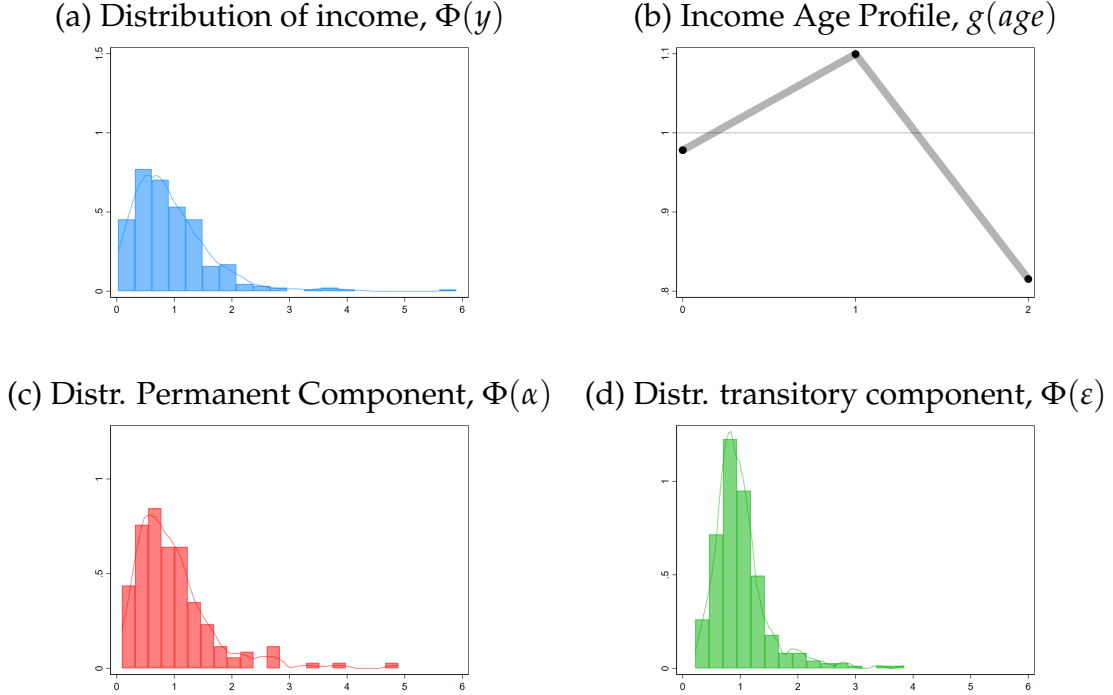 (a) Distribution of income, Φ(y)
1.5
1
.5
0
0 1 2 3 4 5 6
(b) Income Age Profile, g(age)
1.1
1
.9
.8
0 1 2
(c) Distr. Permanent Component, Φ(α)
1
.5
0
0 1 2 3 4 5 6
(d) Distr. transitory component, Φ(ε)
1
.5
0
0 1 2 3 4 5 6